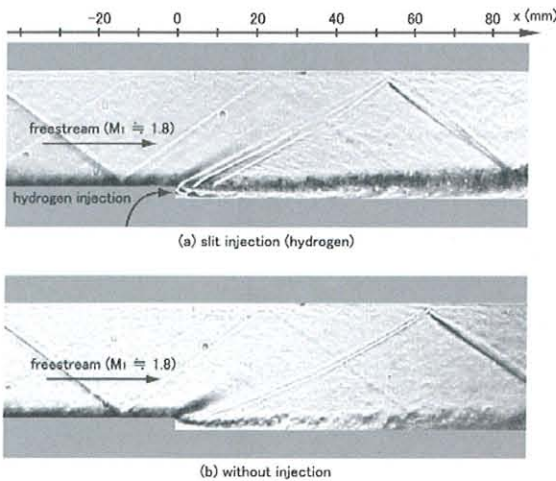 -20 0 20 40 60 80 x (mm)
freestream (M₁ ≒ 1.8)
hydrogen injection
(a) slit injection (hydrogen)
freestream (M₁ ≒ 1.8)
(b) without injection